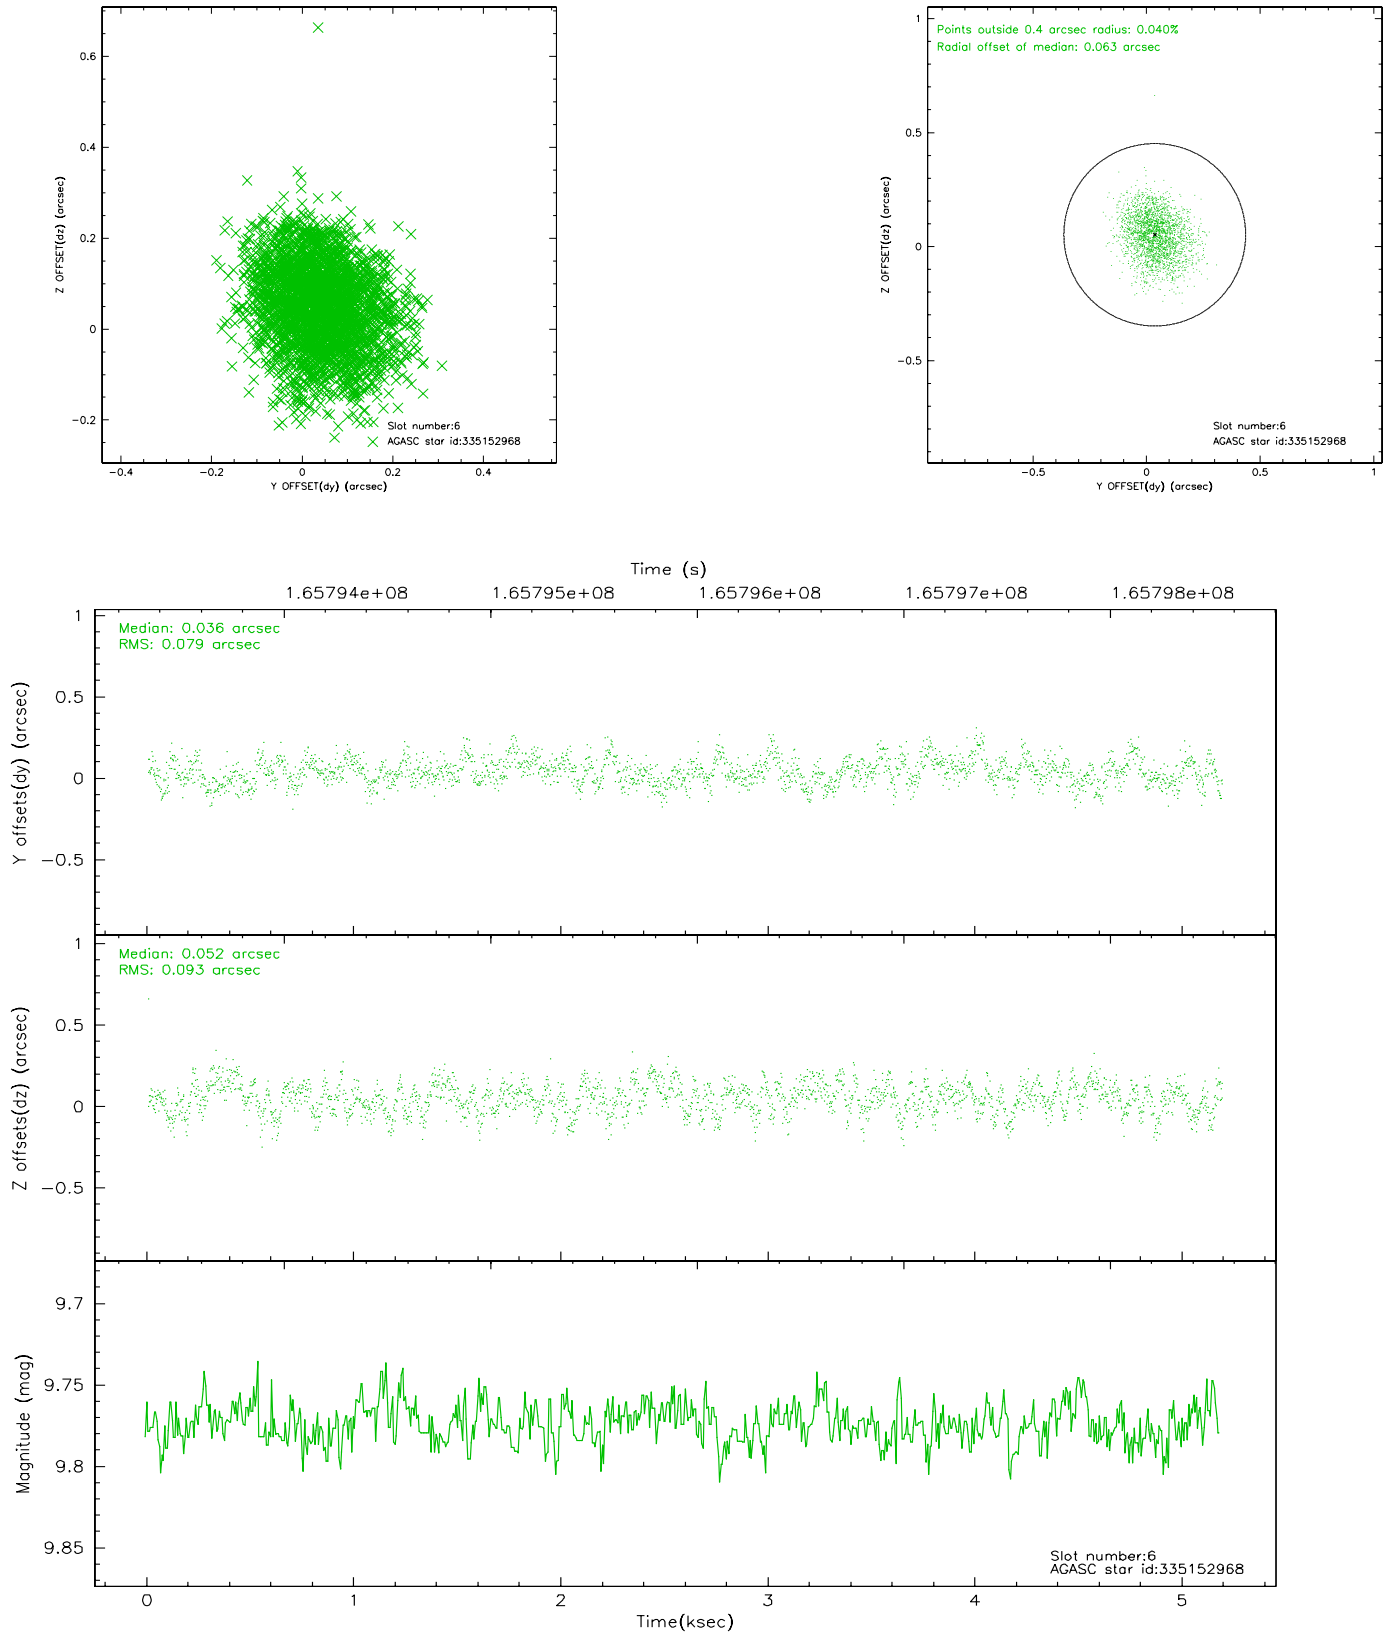 0.6
0.4
0.2
0
−0.2
Z OFFSET(dz) (arcsec)
Slot number:6
AGASC star id:335152968
−0.4
−0.2
0
0.2
0.4
Y OFFSET(dy) (arcsec)
Points outside 0.4 arcsec radius: 0.040%
Radial offset of median: 0.063 arcsec
1
0.5
0
−0.5
Z OFFSET(dz) (arcsec)
Slot number:6
AGASC star id:335152968
−0.5
0
0.5
1
Y OFFSET(dy) (arcsec)
Time (s)
1.65794e+08
1.65795e+08
1.65796e+08
1.65797e+08
1.65798e+08
Median: 0.036 arcsec
RMS: 0.079 arcsec
1
0.5
0
−0.5
Y offsets(dy) (arcsec)
Median: 0.052 arcsec
RMS: 0.093 arcsec
1
0.5
0
−0.5
Z offsets(dz) (arcsec)
9.7
9.75
9.8
9.85
Magnitude (mag)
Slot number:6
AGASC star id:335152968
0
1
2
3
4
5
Time(ksec)